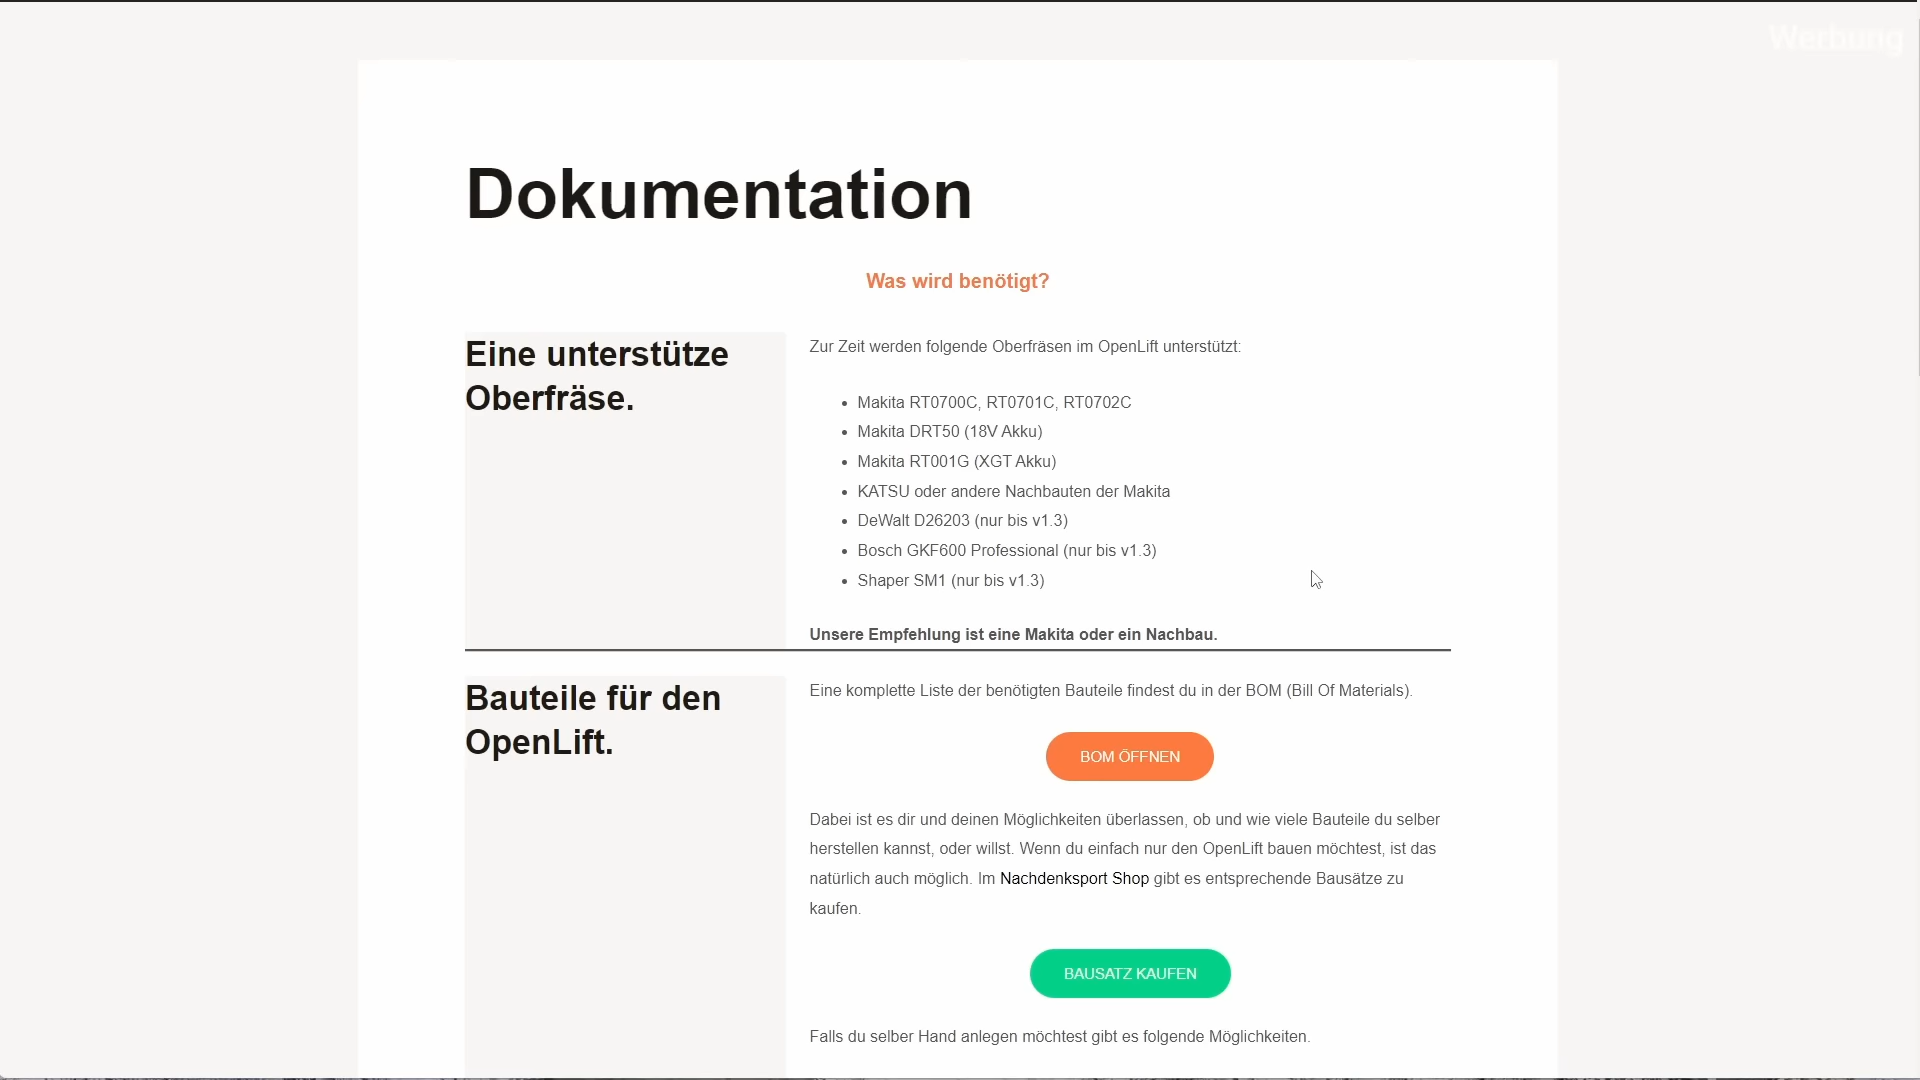 Werbung
Dokumentation
Was wird benötigt?
Eine unterstütze
Oberfräse.
Zur Zeit werden folgende Oberfräsen im OpenLift unterstützt:
• Makita RT0700C, RT0701C, RT0702C
• Makita DRT50 (18V Akku)
• Makita RT001G (XGT Akku)
• KATSU oder andere Nachbauten der Makita
• DeWalt D26203 (nur bis v1.3)
• Bosch GKF600 Professional (nur bis v1.3)
• Shaper SM1 (nur bis v1.3)
Unsere Empfehlung ist eine Makita oder ein Nachbau.
Bauteile für den
OpenLift.
Eine komplette Liste der benötigten Bauteile findest du in der BOM (Bill Of Materials).
BOM ÖFFNEN
Dabei ist es dir und deinen Möglichkeiten überlassen, ob und wie viele Bauteile du selber
herstellen kannst, oder willst. Wenn du einfach nur den OpenLift bauen möchtest, ist das
natürlich auch möglich. Im Nachdenksport Shop gibt es entsprechende Bausätze zu
kaufen.
BAUSATZ KAUFEN
Falls du selber Hand anlegen möchtest gibt es folgende Möglichkeiten.